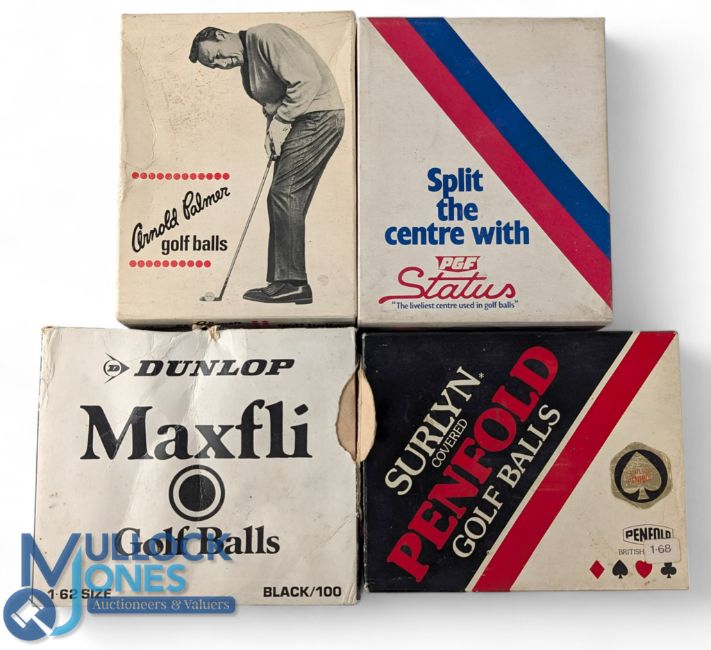 Arnold Palmer
golf balls
Split
the
centre with
PGF
Status
"The liveliest centre used in golf balls"
DUNLOP
Maxfli
Golf Balls
1·62 SIZE
BLACK/100
SURLYN*
COVERED
PENFOLD
GOLF BALLS
PENFOLD
BRITISH 1·68
MULLOCK
JONES
Auctioneers & Valuers